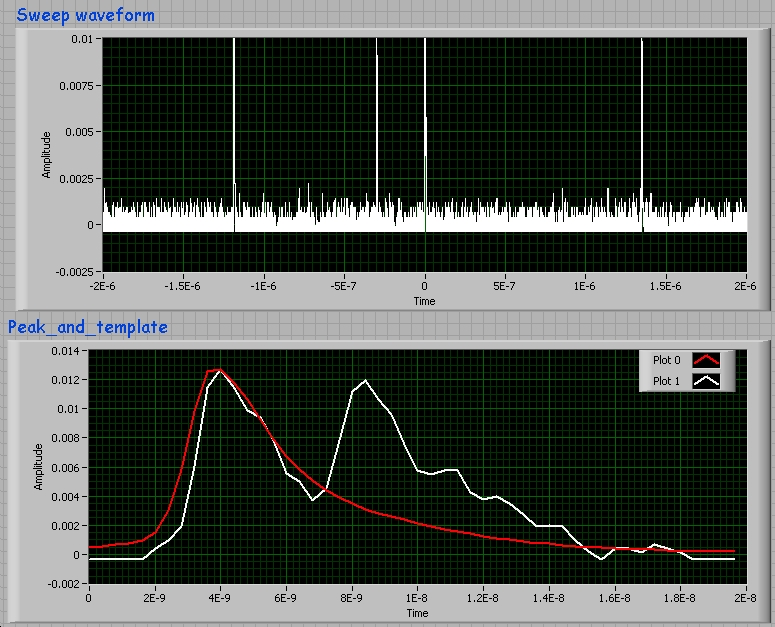 Sweep waveform
0.01
0.0075
0.005
0.0025
0
-0.0025
Amplitude
-2E-6 -1.5E-6 -1E-6 -5E-7 0 5E-7 1E-6 1.5E-6 2E-6
Time
Peak_and_template
0.014
0.012
0.01
0.008
0.006
0.004
0.002
0
-0.002
Amplitude
Plot 0
Plot 1
0 2E-9 4E-9 6E-9 8E-9 1E-8 1.2E-8 1.4E-8 1.6E-8 1.8E-8 2E-8
Time